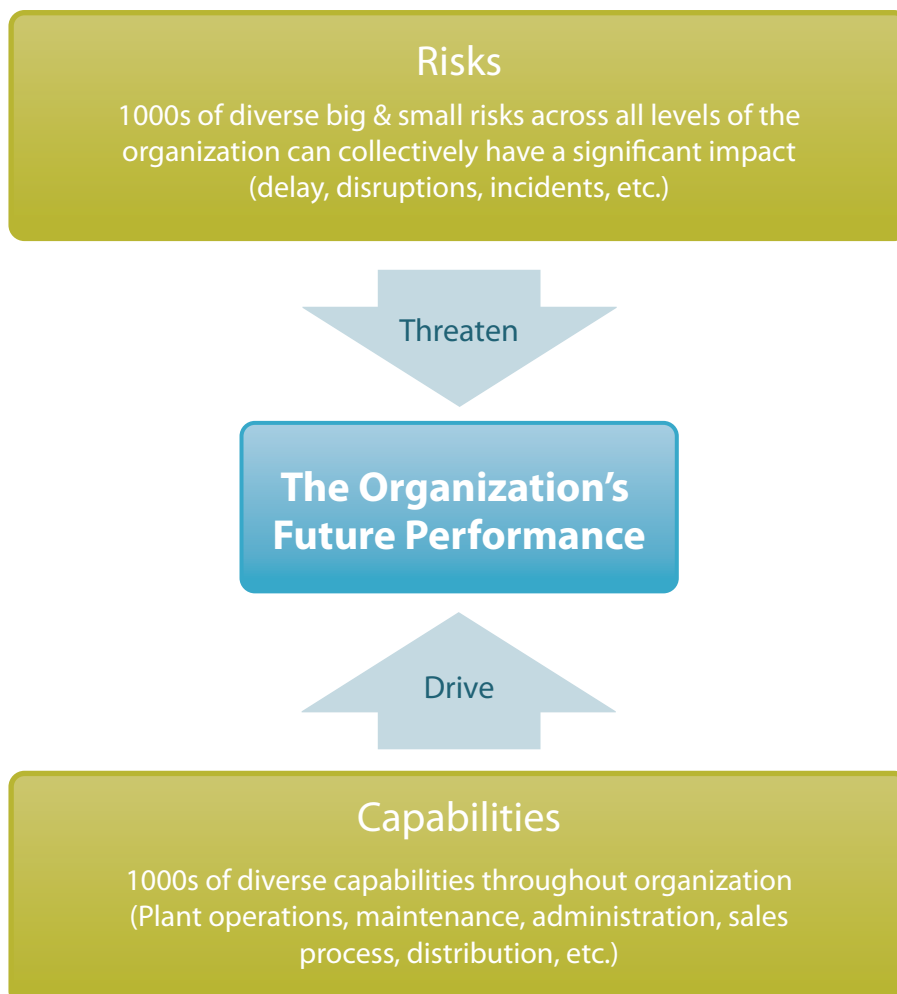 Risks
1000s of diverse big & small risks across all levels of the
organization can collectively have a significant impact
(delay, disruptions, incidents, etc.)
Threaten
The Organization’s
Future Performance
Drive
Capabilities
1000s of diverse capabilities throughout organization
(Plant operations, maintenance, administration, sales
process, distribution, etc.)